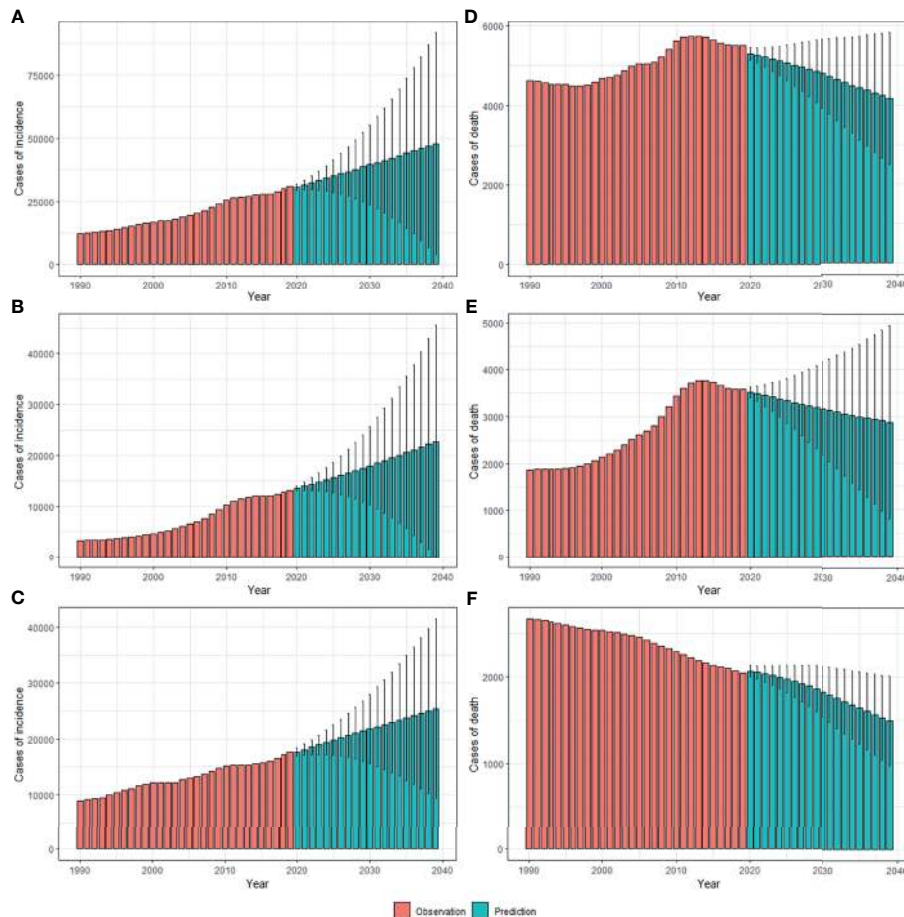 A
Cases of incidence
75000
50000
25000
0
1990 2000 2010 2020 2030 2040
Year
B
Cases of incidence
40000
30000
20000
10000
0
1990 2000 2010 2020 2030 2040
Year
C
Cases of incidence
40000
30000
20000
10000
0
1990 2000 2010 2020 2030 2040
Year
D
Cases of death
6000
4000
2000
0
1990 2000 2010 2020 2030 2040
Year
E
Cases of death
5000
4000
3000
2000
1000
0
1990 2000 2010 2020 2030 2040
Year
F
Cases of death
2000
1000
0
1990 2000 2010 2020 2030 2040
Year
Observation Prediction